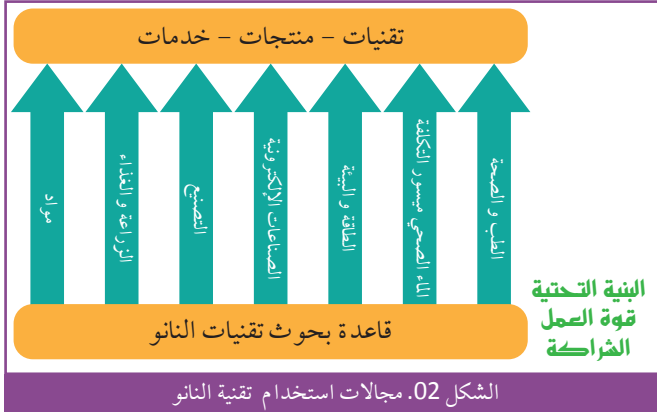 تقنيات – منتجات – خدمات
الطب و الصحة
الماء الصحي ميسور التكلفة
الطاقة و البيئة
الصناعات الإلكترونية
التصنيع
الزراعة و الغذاء
مواد
قاعدة بحوث تقنيات النانو
البنية التحتية
قوة العمل
الشراكة
الشكل 02. مجالات استخدام تقنية النانو